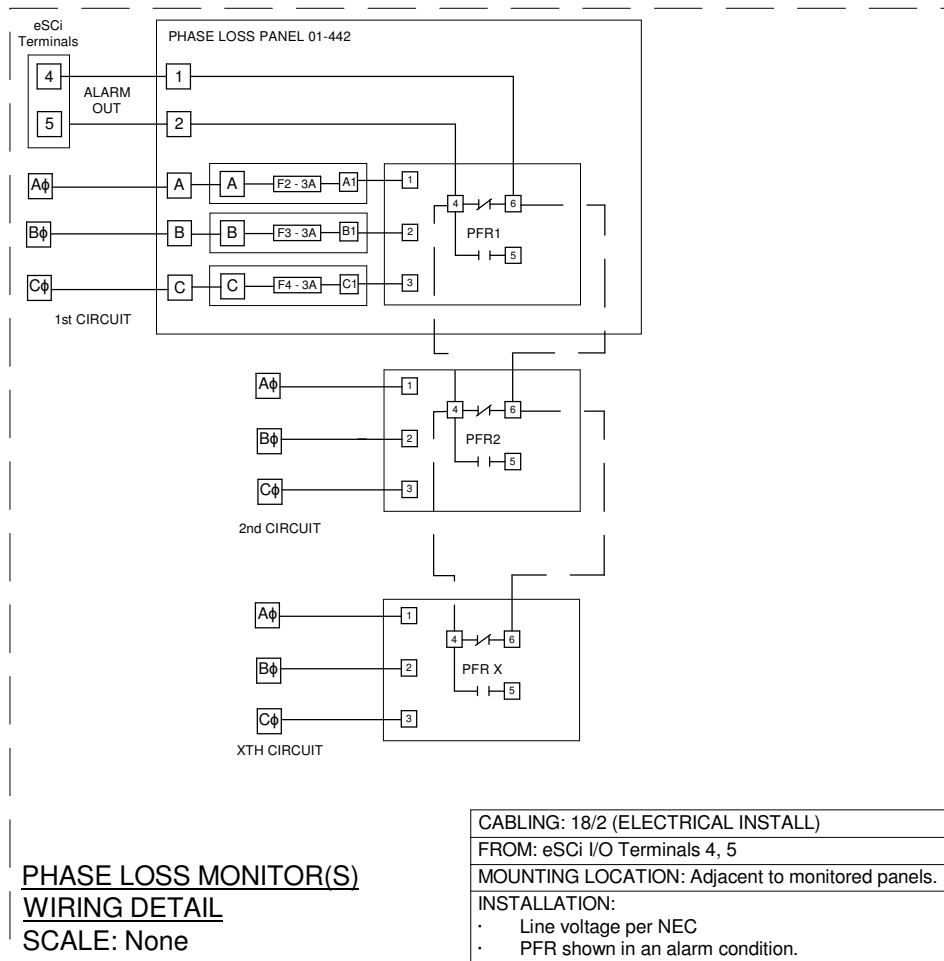 eSCi
Terminals
4
5
ALARM
OUT
PHASE LOSS PANEL 01-442
1
2
Aϕ
A
A
F2 - 3A
A1
1
Bϕ
B
B
F3 - 3A
B1
2
Cϕ
C
C
F4 - 3A
C1
3
4
6
PFR1
5
1st CIRCUIT
Aϕ
1
Bϕ
2
Cϕ
3
4
6
PFR2
5
2nd CIRCUIT
Aϕ
1
Bϕ
2
Cϕ
3
4
6
PFR X
5
XTH CIRCUIT
PHASE LOSS MONITOR(S)
WIRING DETAIL
SCALE: None
CABLING: 18/2 (ELECTRICAL INSTALL)
FROM: eSCi I/O Terminals 4, 5
MOUNTING LOCATION: Adjacent to monitored panels.
INSTALLATION:
· Line voltage per NEC
· PFR shown in an alarm condition.